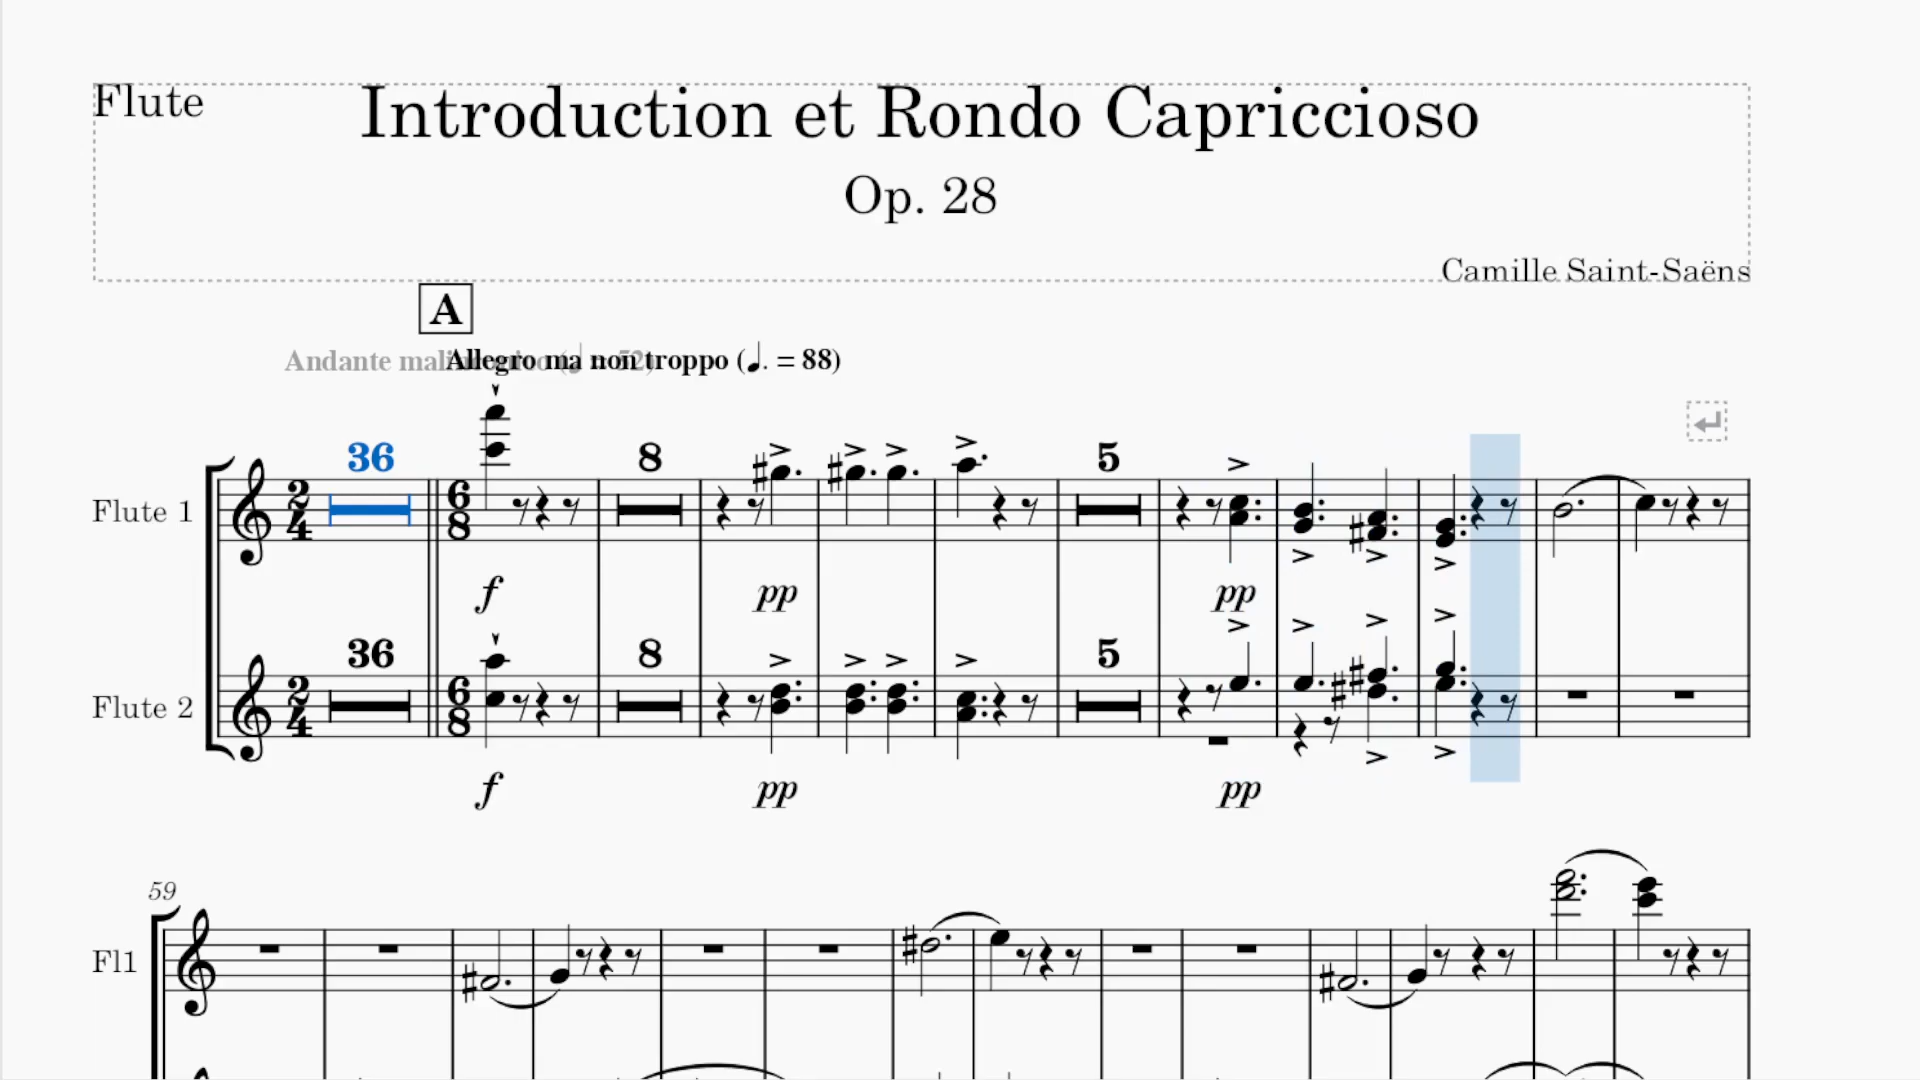 Flute
Introduction et Rondo Capriccioso
Op. 28
Camille Saint-Saëns
A
Allegro ma non troppo (♩. = 88)
36 8 5
Flute 1
f pp pp
36 8 5
Flute 2
f pp pp
59
Fl1